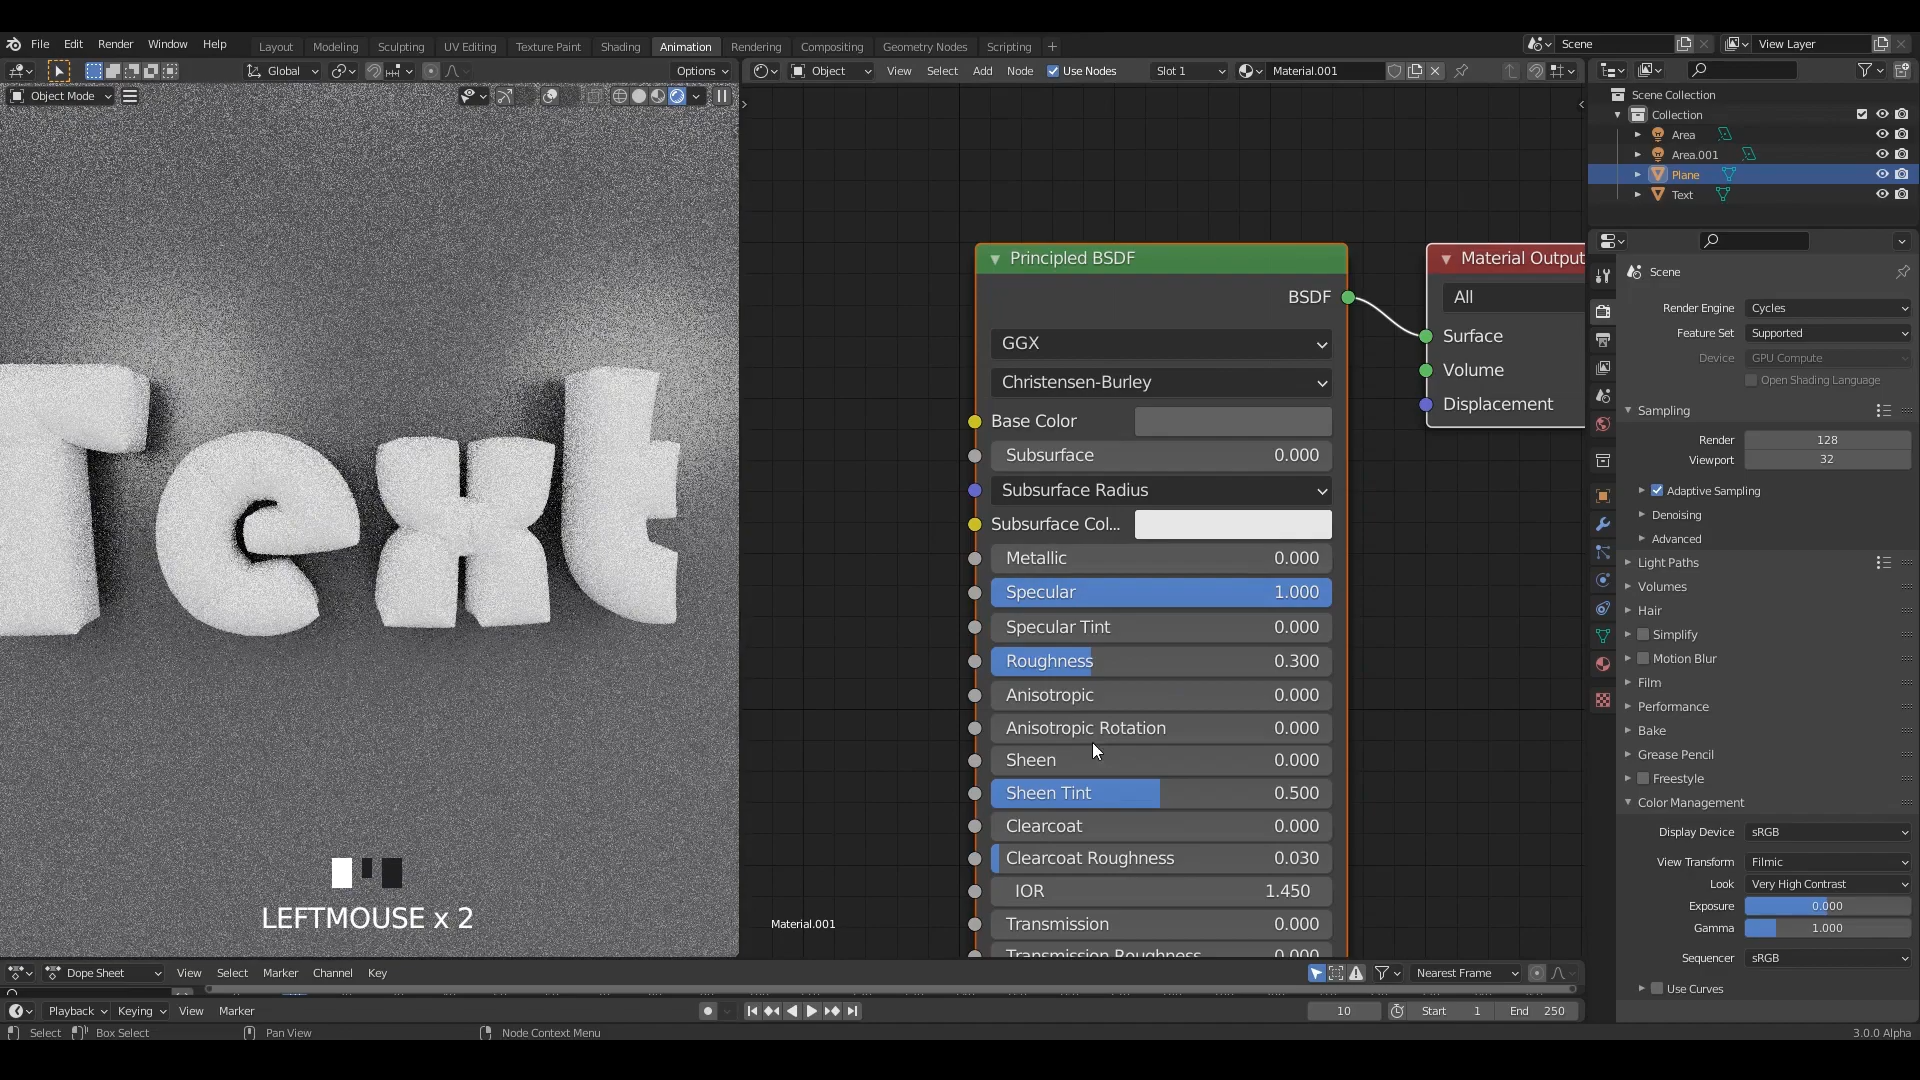 File Edit Render Window Help Layout Modeling Sculpting UV Editing Texture Paint Shading Animation Rendering Compositing Geometry Nodes Scripting + Scene View Layer
Global Options Object View Select Add Node Use Nodes Slot 1 Material.001
Object Mode
Scene Collection
Collection
Area
Area.001
Plane
Text
Text
Principled BSDF
BSDF
GGX
Christensen-Burley
Base Color
Subsurface 0.000
Subsurface Radius
Subsurface Col...
Metallic 0.000
Specular 1.000
Specular Tint 0.000
Roughness 0.300
Anisotropic 0.000
Anisotropic Rotation 0.000
Sheen 0.000
Sheen Tint 0.500
Clearcoat 0.000
Clearcoat Roughness 0.030
IOR 1.450
Transmission 0.000
Transmission Roughness 0.000
Material Output
All
Surface
Volume
Displacement
Material.001
LEFTMOUSE x 2
Scene
Render Engine Cycles
Feature Set Supported
Device GPU Compute
Open Shading Language
Sampling
Render 128
Viewport 32
Adaptive Sampling
Denoising
Advanced
Light Paths
Volumes
Hair
Simplify
Motion Blur
Film
Performance
Bake
Grease Pencil
Freestyle
Color Management
Display Device sRGB
View Transform Filmic
Look Very High Contrast
Exposure 0.000
Gamma 1.000
Sequencer sRGB
Use Curves
Dope Sheet View Select Marker Channel Key Nearest Frame
Playback Keying View Marker 10 Start 1 End 250
Select Box Select Pan View Node Context Menu 3.0.0 Alpha